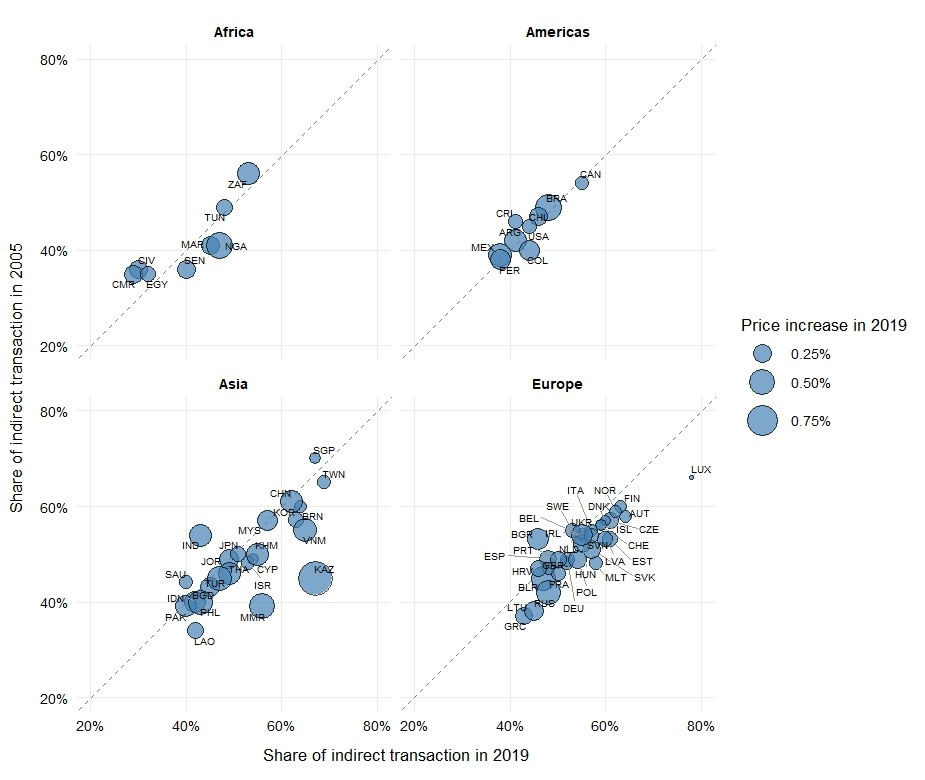 Africa
Americas
80%
60%
40%
20%
ZAF
TUN
MAR
NGA
CIV
SEN
CMR
EGY
CAN
BRA
CRI
CHL
ARG
USA
MEX
COL
PER
Share of indirect transaction in 2005
Price increase in 2019
0.25%
0.50%
0.75%
Asia
Europe
80%
60%
40%
20%
SGP
TWN
CHN
KOR
BRN
MYS
VNM
IND
JPN
KHM
JOR
THA
CYP
KAZ
SAU
TUR
ISR
IDN
BGD
PAK
PHL
MMR
LAO
LUX
ITA
NOR
FIN
SWE
DNK
AUT
BEL
UKR
ISL
CZE
BGR
IRL
NLD
SVN
CHE
ESP
PRT
GBR
LVA
EST
HRV
HUN
MLT
SVK
BLR
FRA
POL
LTU
RUS
DEU
GRC
20%
40%
60%
80%
20%
40%
60%
80%
Share of indirect transaction in 2019